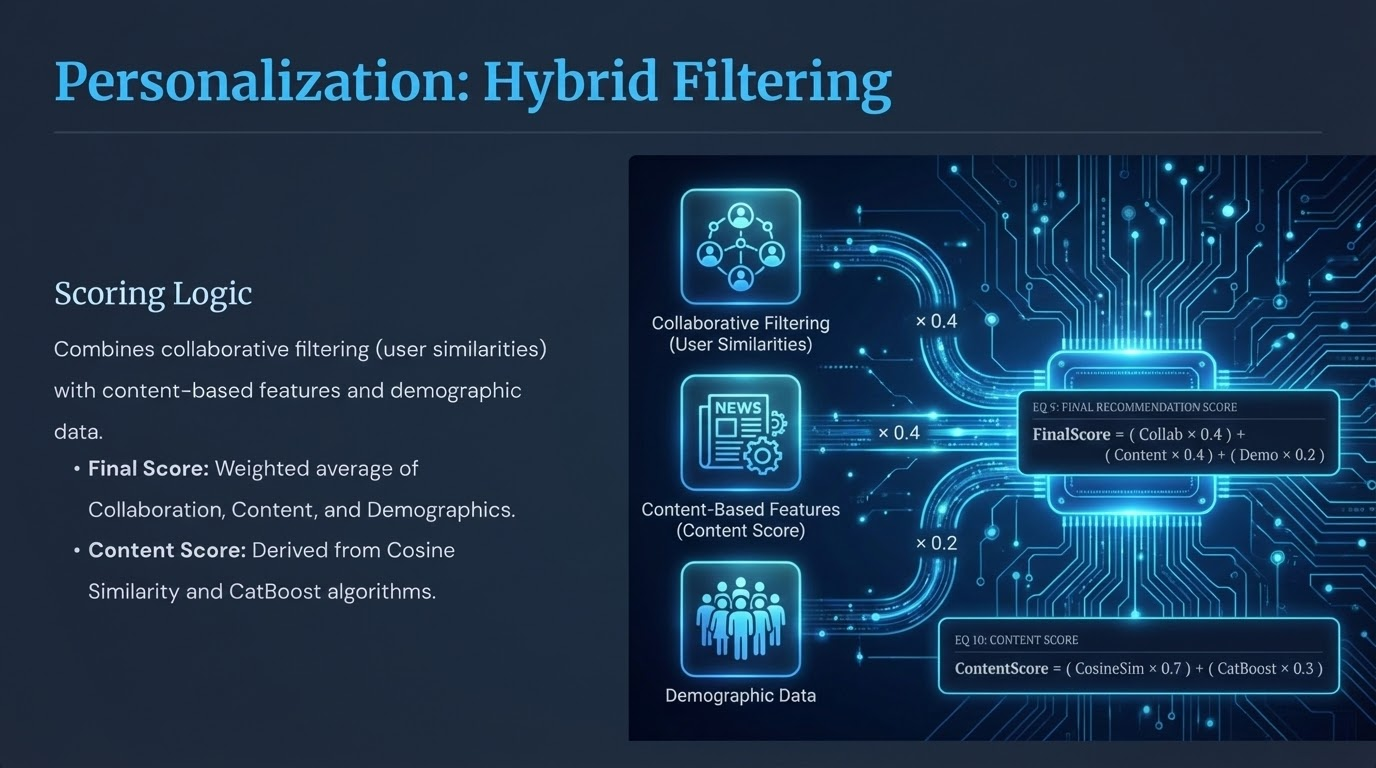 Personalization: Hybrid Filtering
Scoring Logic
Combines collaborative filtering (user similarities)
with content-based features and demographic
data.
• Final Score: Weighted average of
Collaboration, Content, and Demographics.
• Content Score: Derived from Cosine
Similarity and CatBoost algorithms.
Collaborative Filtering
(User Similarities)
× 0.4
NEWS
Content-Based Features
(Content Score)
× 0.4
Demographic Data
× 0.2
EQ : FINAL RECOMMENDATION SCORE
FinalScore = ( Collab × 0.4 ) +
( Content × 0.4 ) + ( Demo × 0.2 )
EQ 10: CONTENT SCORE
ContentScore = ( CosineSim × 0.7 ) + ( CatBoost × 0.3 )